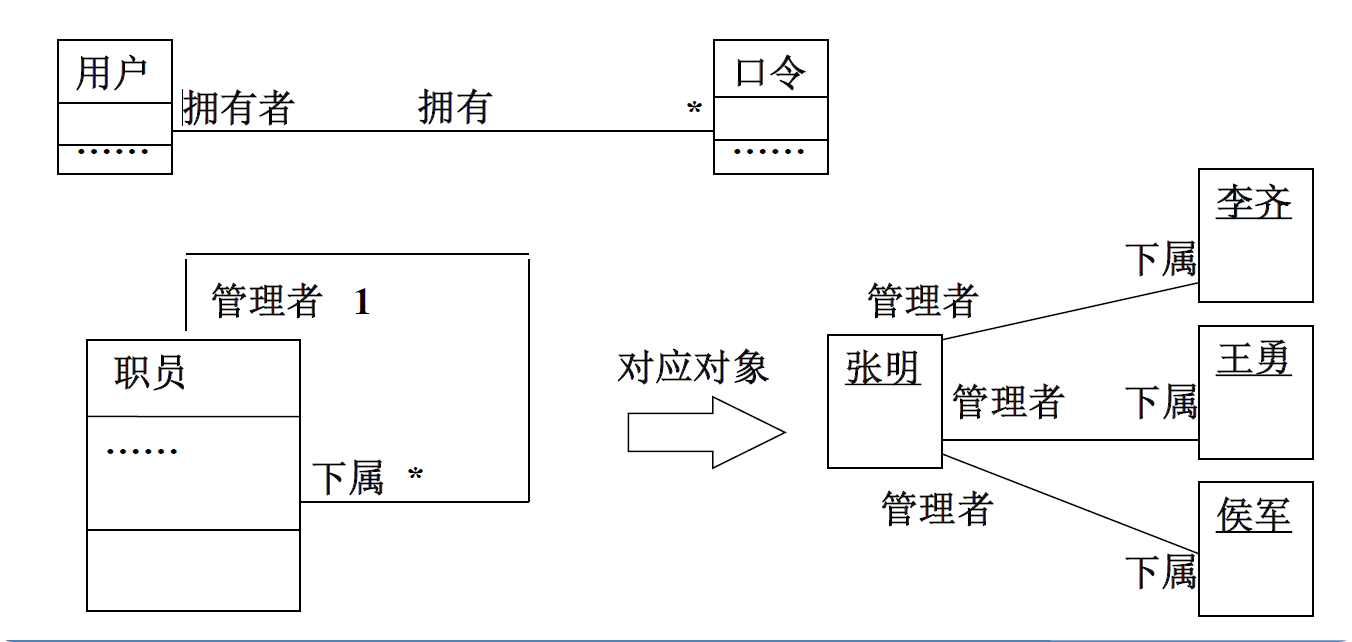 用户
口令
拥有者 拥有 *
……
……
李齐
下属
管理者 1
管理者
职员
对应对象
张明
王勇
管理者 下属
……
下属 *
管理者
侯军
下属